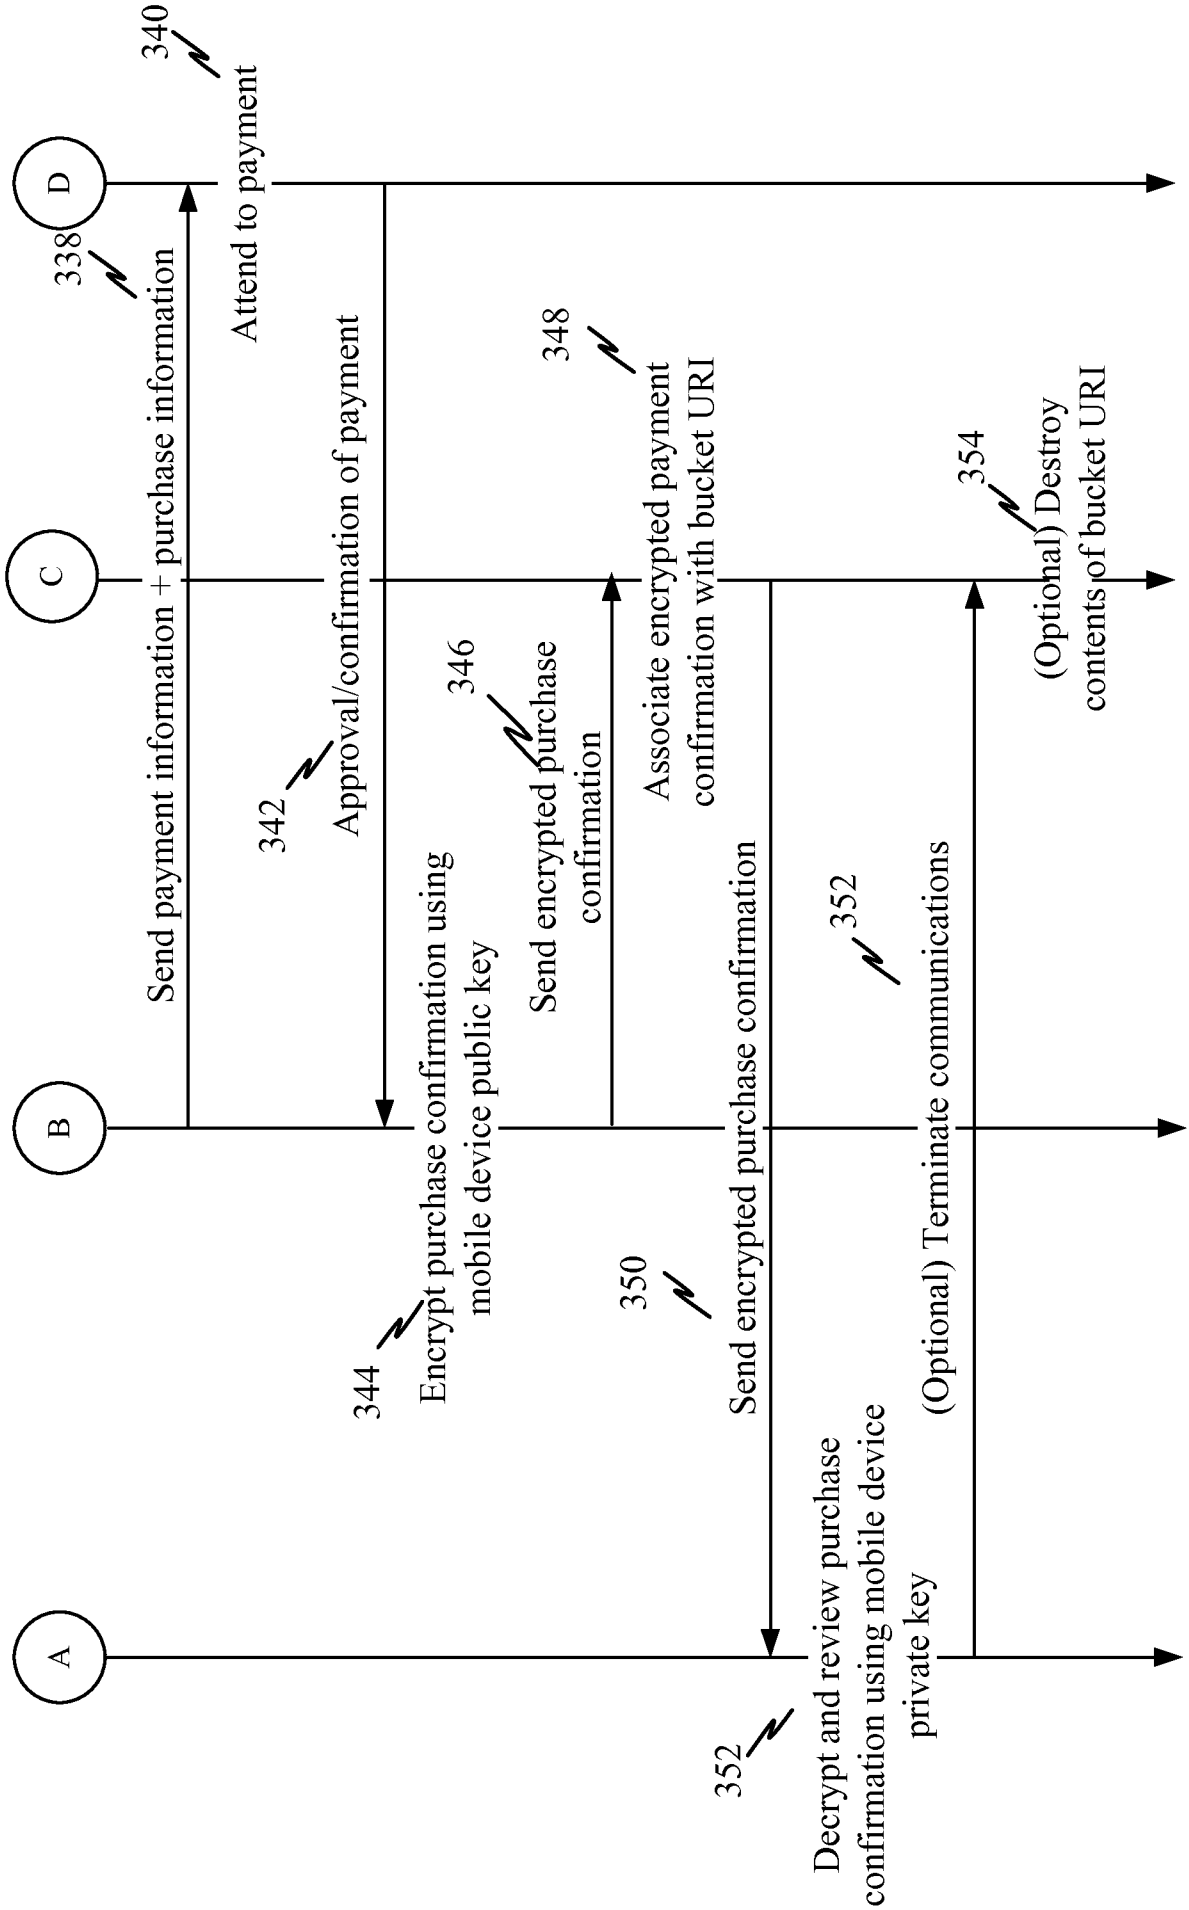 A
B
C
D
338
Send payment information + purchase information
340
Attend to payment
342
Approval/confirmation of payment
344
Encrypt purchase confirmation using
mobile device public key
346
Send encrypted purchase
confirmation
348
Associate encrypted payment
confirmation with bucket URI
350
Send encrypted purchase confirmation
352
Decrypt and review purchase
confirmation using mobile device
private key
352
(Optional) Terminate communications
354
(Optional) Destroy
contents of bucket URI